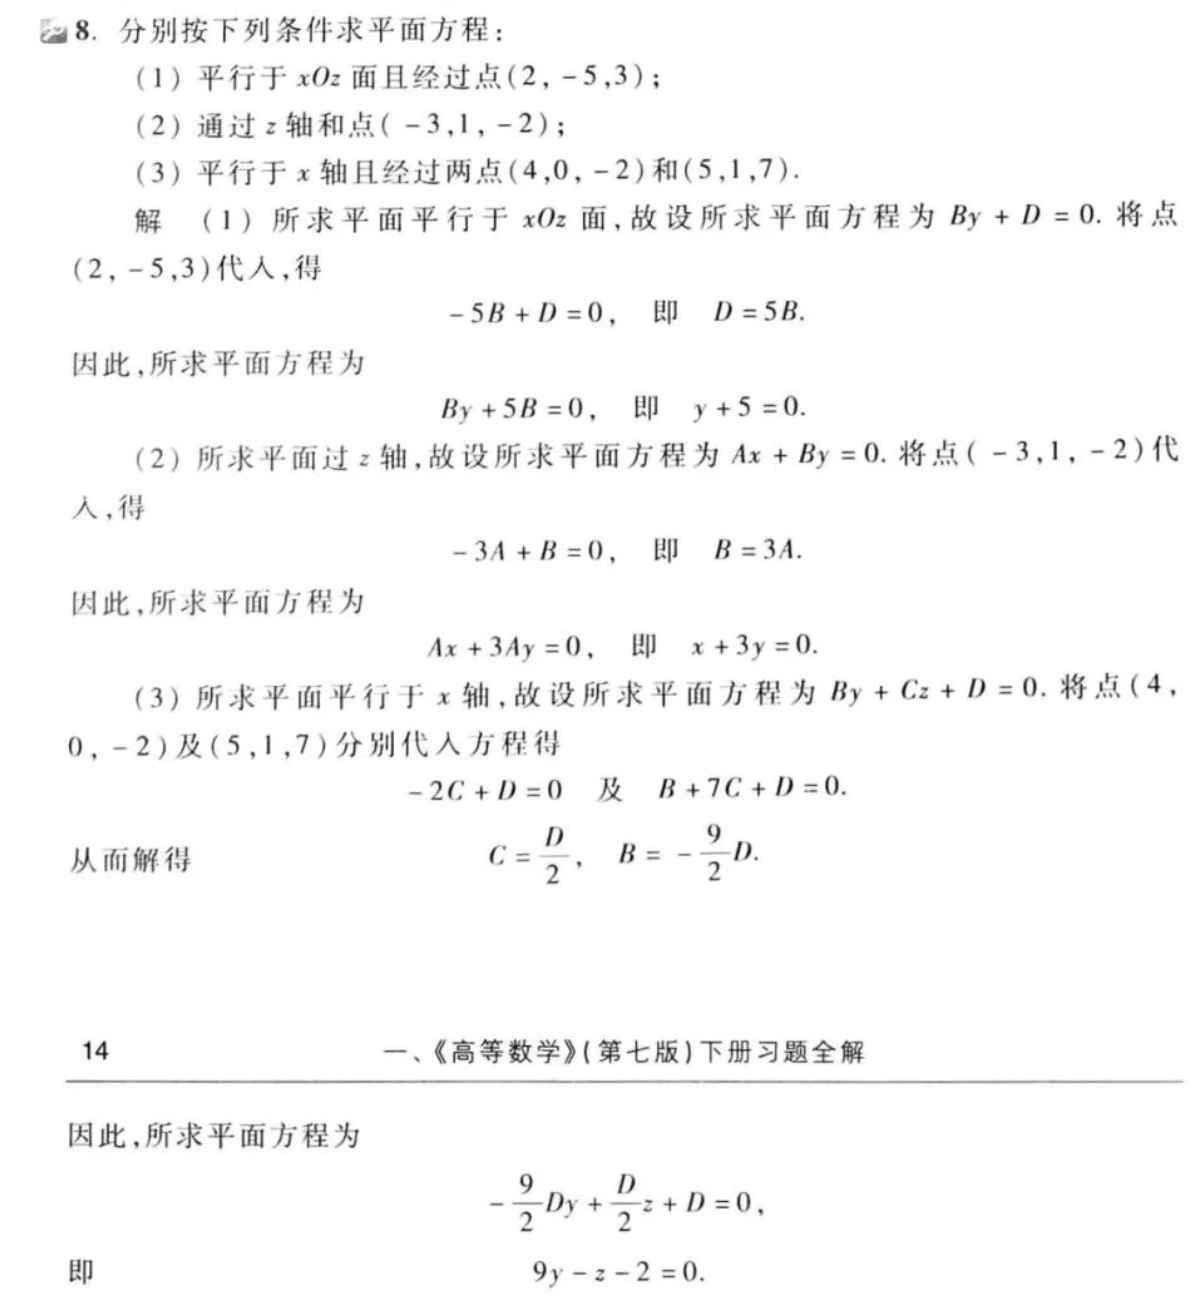 8. 分别按下列条件求平面方程:
(1) 平行于 xOz 面且经过点(2, -5,3);
(2) 通过 z 轴和点( -3,1, -2);
(3) 平行于 x 轴且经过两点(4,0, -2)和(5,1,7).
解 (1) 所求平面平行于 xOz 面,故设所求平面方程为 By + D = 0. 将点
(2, -5,3)代入,得
-5B + D = 0, 即 D = 5B.
因此,所求平面方程为
By + 5B = 0, 即 y + 5 = 0.
(2) 所求平面过 z 轴,故设所求平面方程为 Ax + By = 0. 将点( -3,1, -2)代
入,得
-3A + B = 0, 即 B = 3A.
因此,所求平面方程为
Ax + 3Ay = 0, 即 x + 3y = 0.
(3) 所求平面平行于 x 轴,故设所求平面方程为 By + Cz + D = 0. 将点(4,
0, -2)及(5,1,7)分别代入方程得
-2C + D = 0 及 B + 7C + D = 0.
从而解得 C = D/2, B = -9/2 D.
14 一、《高等数学》(第七版)下册习题全解
因此,所求平面方程为
-9/2 Dy + D/2 z + D = 0,
即 9y - z - 2 = 0.